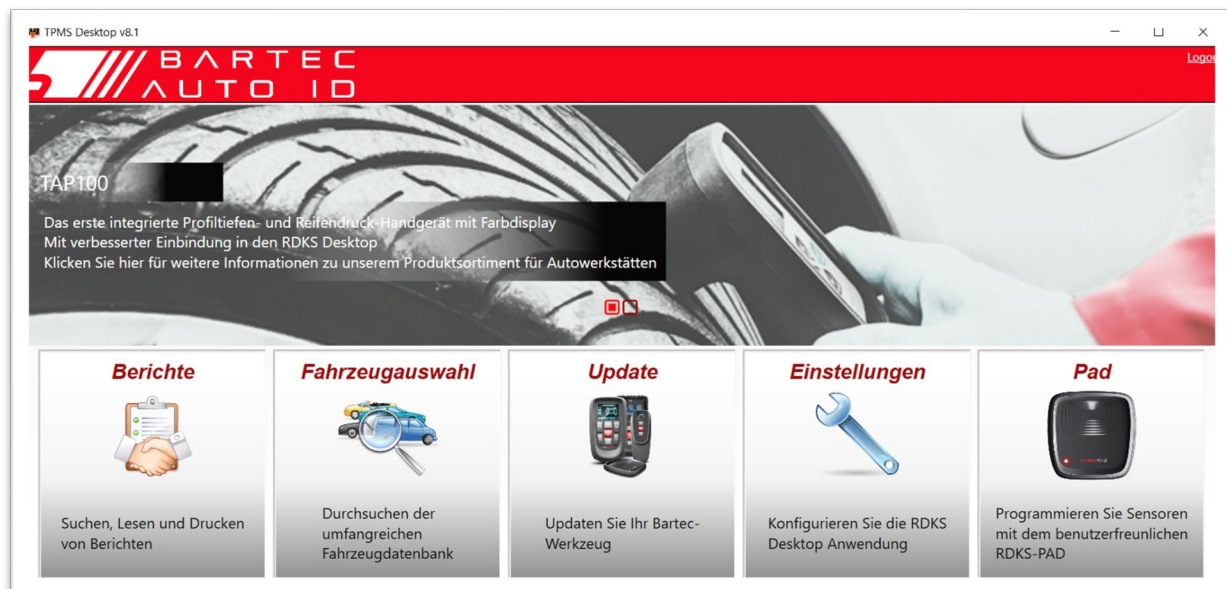 TPMS Desktop v8.1
BARTEC
AUTO ID
TAP100
Das erste integrierte Profiltiefen- und Reifendruck-Handgerät mit Farbdisplay
Mit verbesserter Einbindung in den RDKS Desktop
Klicken Sie hier für weitere Informationen zu unserem Produktsortiment für Autowerkstätten
Berichte
Suchen, Lesen und Drucken
von Berichten
Fahrzeugauswahl
Durchsuchen der
umfangreichen
Fahrzeugdatenbank
Update
Updaten Sie Ihr Bartec-
Werkzeug
Einstellungen
Konfigurieren Sie die RDKS
Desktop Anwendung
Pad
Programmieren Sie Sensoren
mit dem benutzerfreunlichen
RDKS-PAD